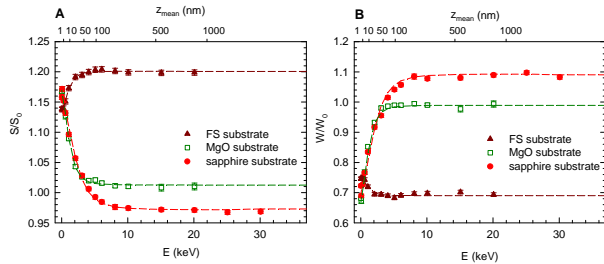 A
z_mean (nm)
1 10 50 100 500 1000
1.25
1.20
1.15
1.10
1.05
1.00
0.95
S/S₀
FS substrate
MgO substrate
sapphire substrate
0 10 20 30
E (keV)
B
z_mean (nm)
1 10 50 100 500 1000
1.2
1.1
1.0
0.9
0.8
0.7
0.6
W/W₀
FS substrate
MgO substrate
sapphire substrate
0 10 20 30
E (keV)